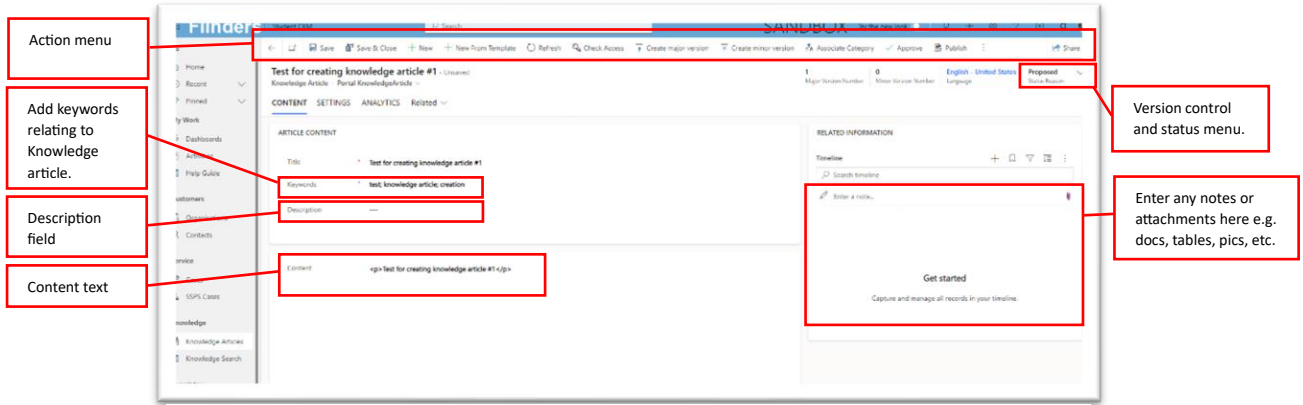 Action menu
Add keywords
relating to
Knowledge
article.
Description
field
Content text
Flinders
Student CRM
Search
SANDBOX
Try the new look
Save
Save & Close
New
New From Template
Refresh
Check Access
Create major version
Create minor version
Associate Category
Approve
Publish
Share
Home
Recent
Pinned
Dashboards
Help Guide
Contacts
SSPS Cases
Knowledge Articles
Knowledge Search
Test for creating knowledge article #1 - Unsaved
Knowledge Article · Portal KnowledgeArticle
1
Major Version Number
0
Minor Version Number
English - United States
Language
Proposed
Status Reason
CONTENT SETTINGS ANALYTICS Related
ARTICLE CONTENT
Title * Test for creating knowledge article #1
Keywords * test; knowledge article; creation
Description ---
Content <p>Test for creating knowledge article #1</p>
RELATED INFORMATION
Timeline
Search timeline
Enter a note...
Get started
Capture and manage all records in your timeline.
Version control
and status menu.
Enter any notes or
attachments here e.g.
docs, tables, pics, etc.